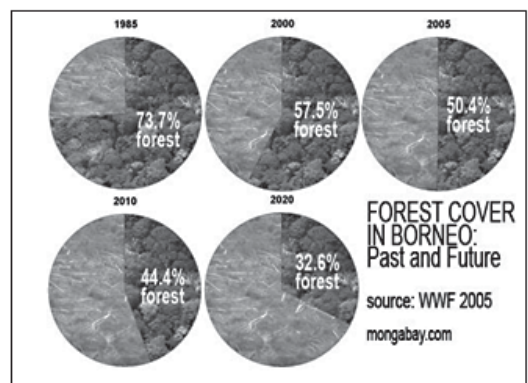 1985
2000
2005
73.7%
forest
57.5%
forest
50.4%
forest
2010
2020
44.4%
forest
32.6%
forest
FOREST COVER
IN BORNEO:
Past and Future
source: WWF 2005
mongabay.com